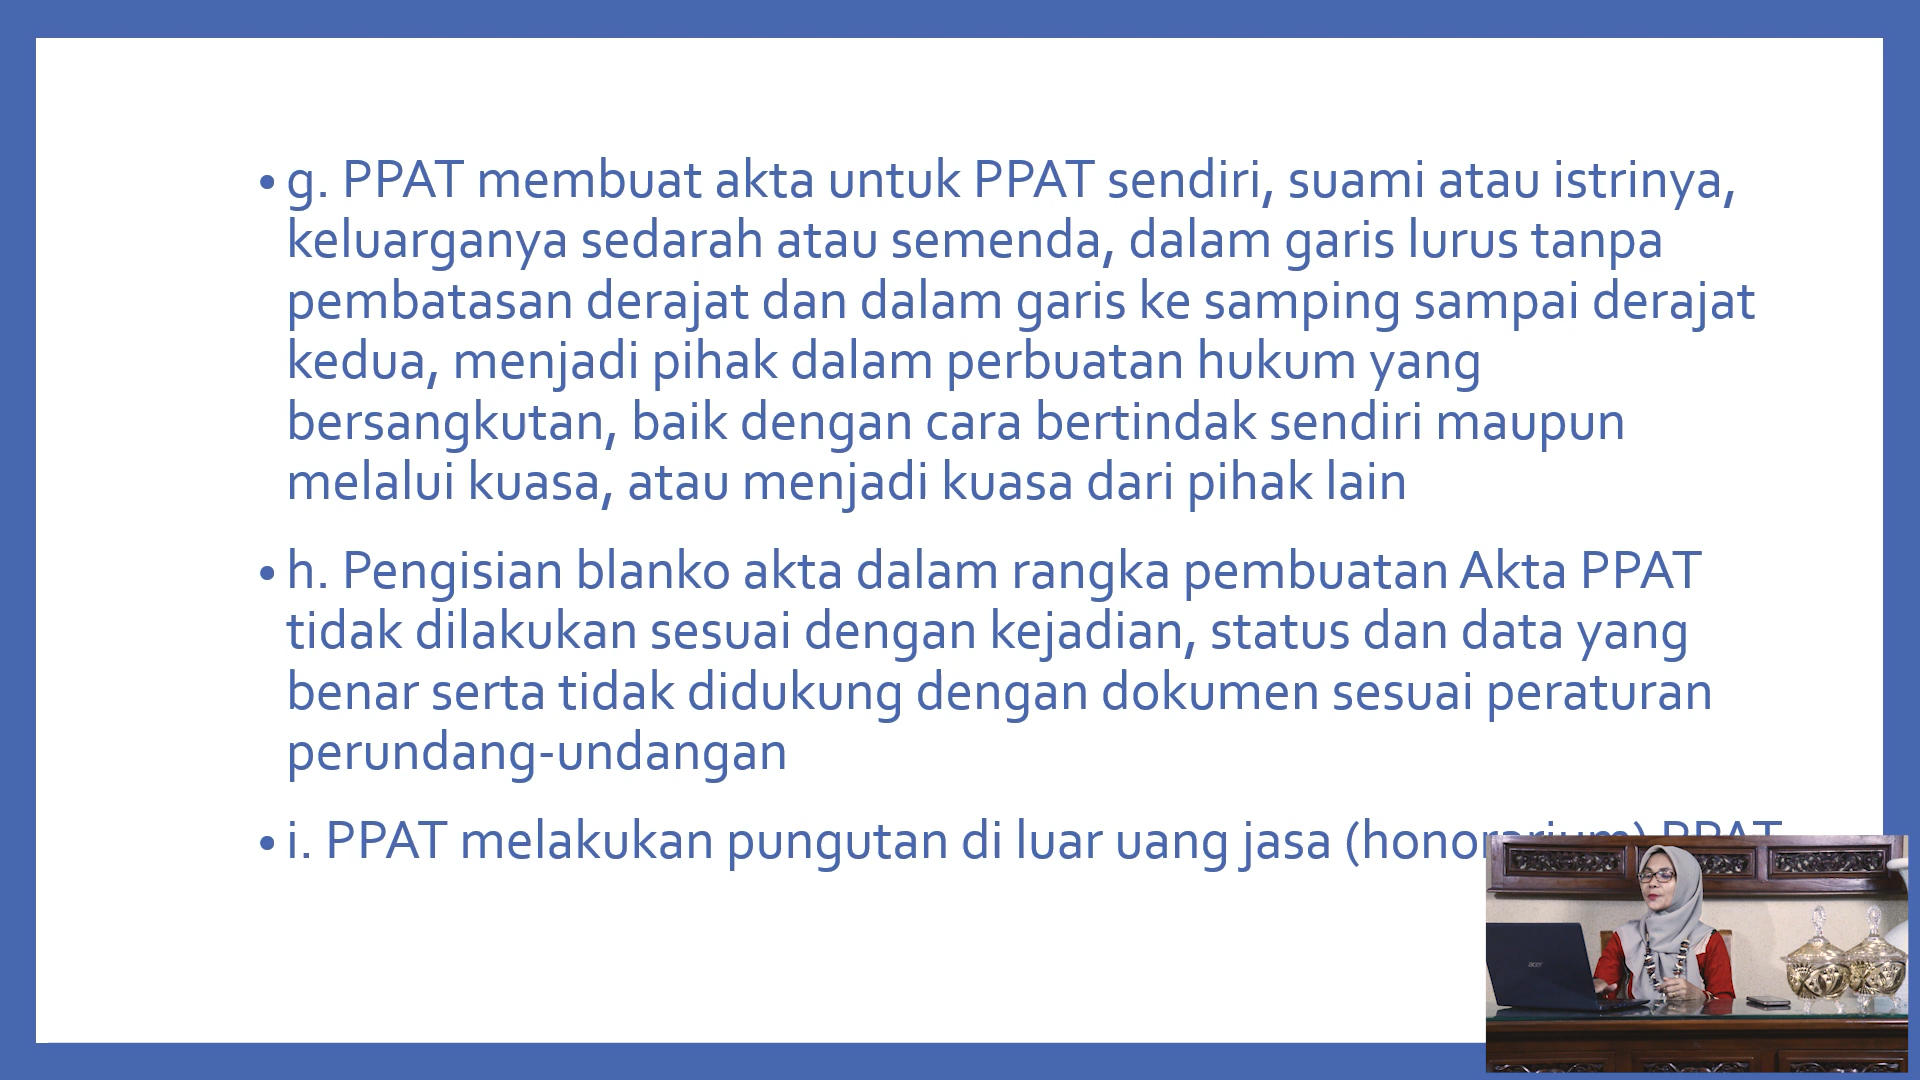 • g. PPAT membuat akta untuk PPAT sendiri, suami atau istrinya,
keluarganya sedarah atau semenda, dalam garis lurus tanpa
pembatasan derajat dan dalam garis ke samping sampai derajat
kedua, menjadi pihak dalam perbuatan hukum yang
bersangkutan, baik dengan cara bertindak sendiri maupun
melalui kuasa, atau menjadi kuasa dari pihak lain
• h. Pengisian blanko akta dalam rangka pembuatan Akta PPAT
tidak dilakukan sesuai dengan kejadian, status dan data yang
benar serta tidak didukung dengan dokumen sesuai peraturan
perundang-undangan
• i. PPAT melakukan pungutan di luar uang jasa (honorarium) PPAT
acer